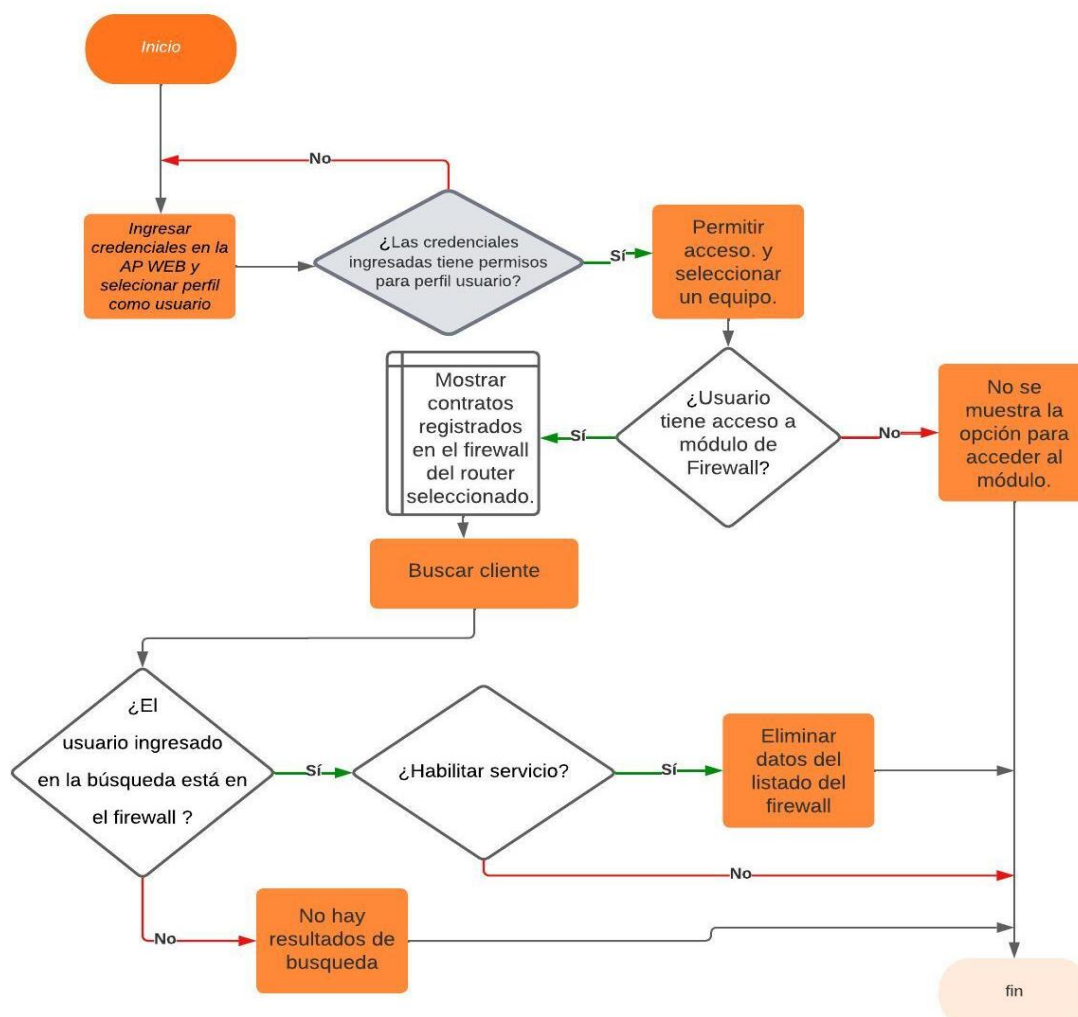 Inicio
No
Ingresar
credenciales en la
AP WEB y
selecionar perfil
como usuario
¿Las credenciales
ingresadas tiene permisos
para perfil usuario?
Sí
Permitir
acceso. y
seleccionar
un equipo.
Mostrar
contratos
registrados
en el firewall
del router
seleccionado.
Sí
¿Usuario
tiene acceso a
módulo de
Firewall?
No
No se
muestra la
opción para
acceder al
módulo.
Buscar cliente
¿El
usuario ingresado
en la búsqueda está en
el firewall ?
Sí
¿Habilitar servicio?
Sí
Eliminar
datos del
listado del
firewall
No
No
No hay
resultados de
busqueda
fin